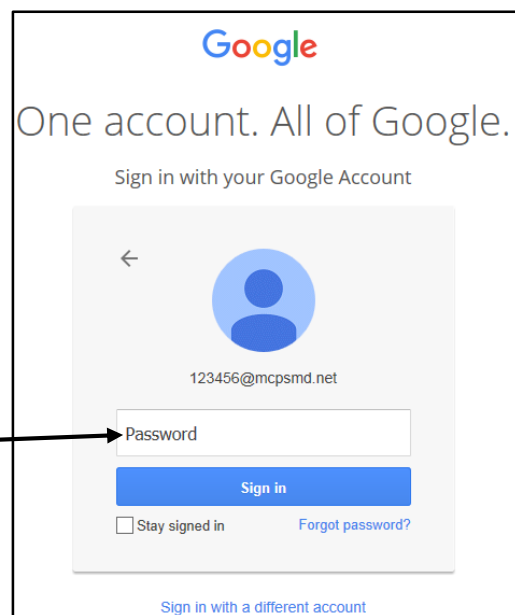 Google
One account. All of Google.
Sign in with your Google Account
123456@mcpsmd.net
Password
Sign in
Stay signed in Forgot password?
Sign in with a different account